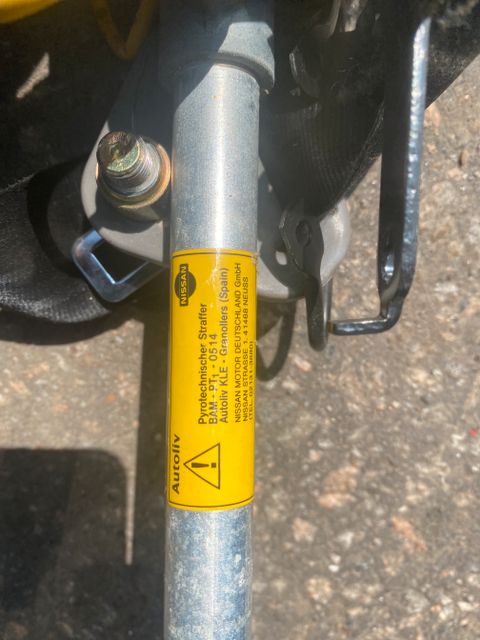 NISSAN
Pyrotechnischer Straffer
BAM - PT1 - 0514
Autoliv KLE - Granollers (Spain)
NISSAN MOTOR DEUTSCHLAND GmbH
NISSAN STRASSE 1. 41468 NEUSS
Autoliv